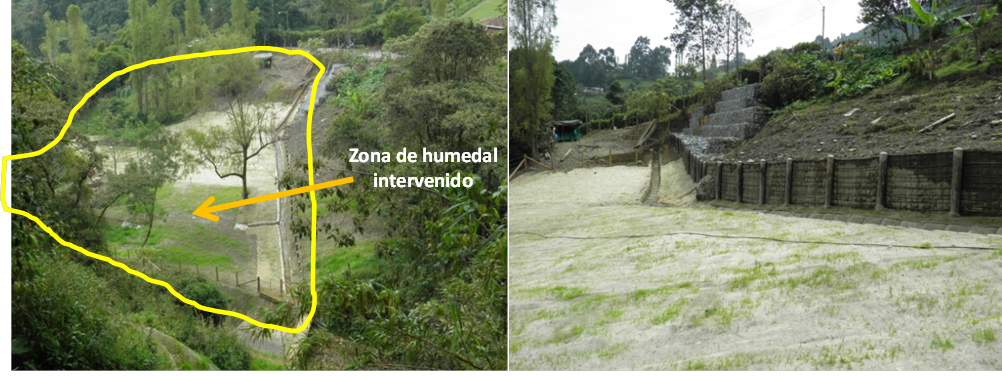 Zona de humedal
intervenido